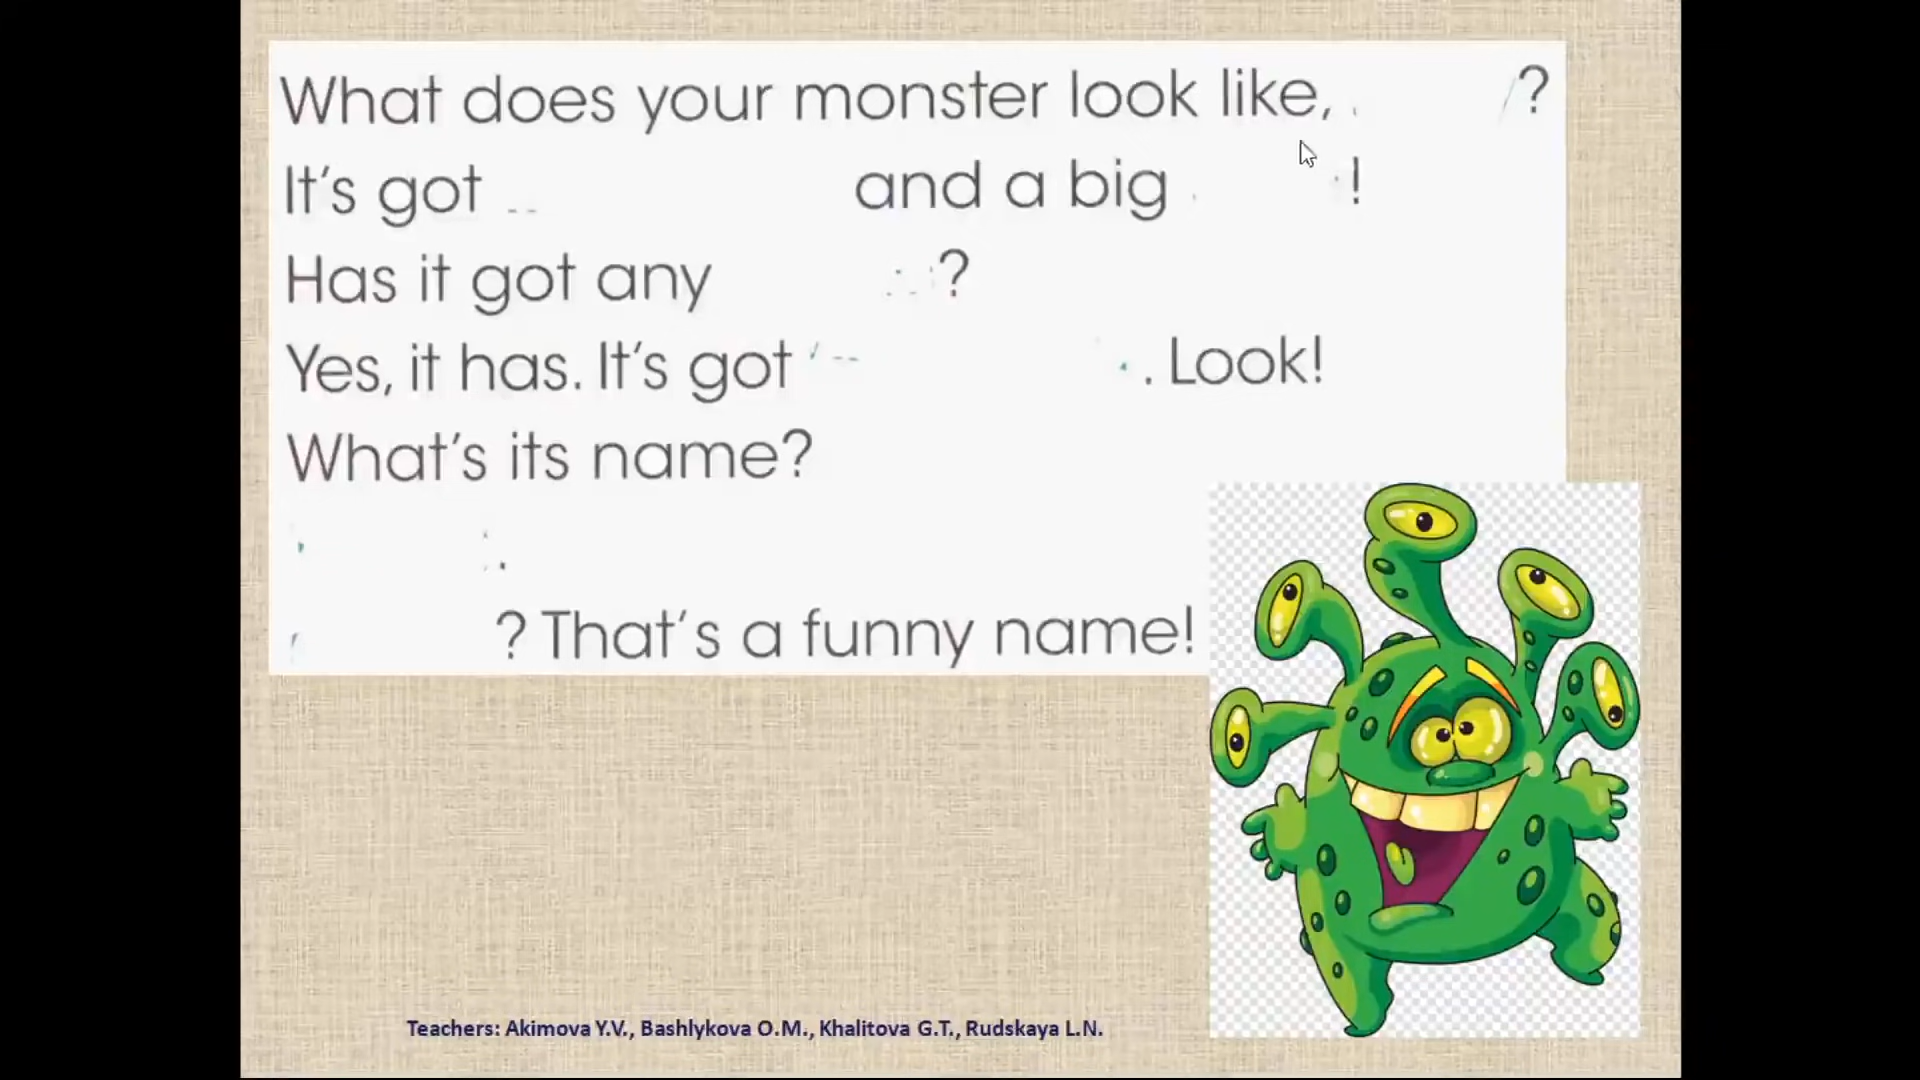 What does your monster look like, ?
It's got and a big !
Has it got any ?
Yes, it has. It's got . Look!
What's its name?
.
? That's a funny name!
Teachers: Akimova Y.V., Bashlykova O.M., Khalitova G.T., Rudskaya L.N.